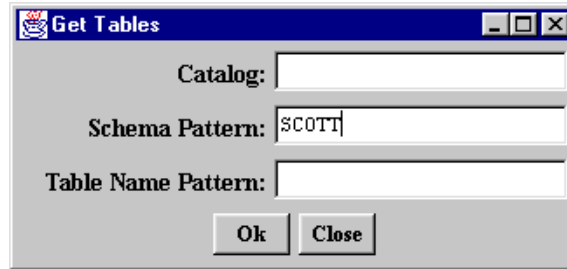 Get Tables
Catalog:
Schema Pattern: SCOTT
Table Name Pattern:
Ok Close